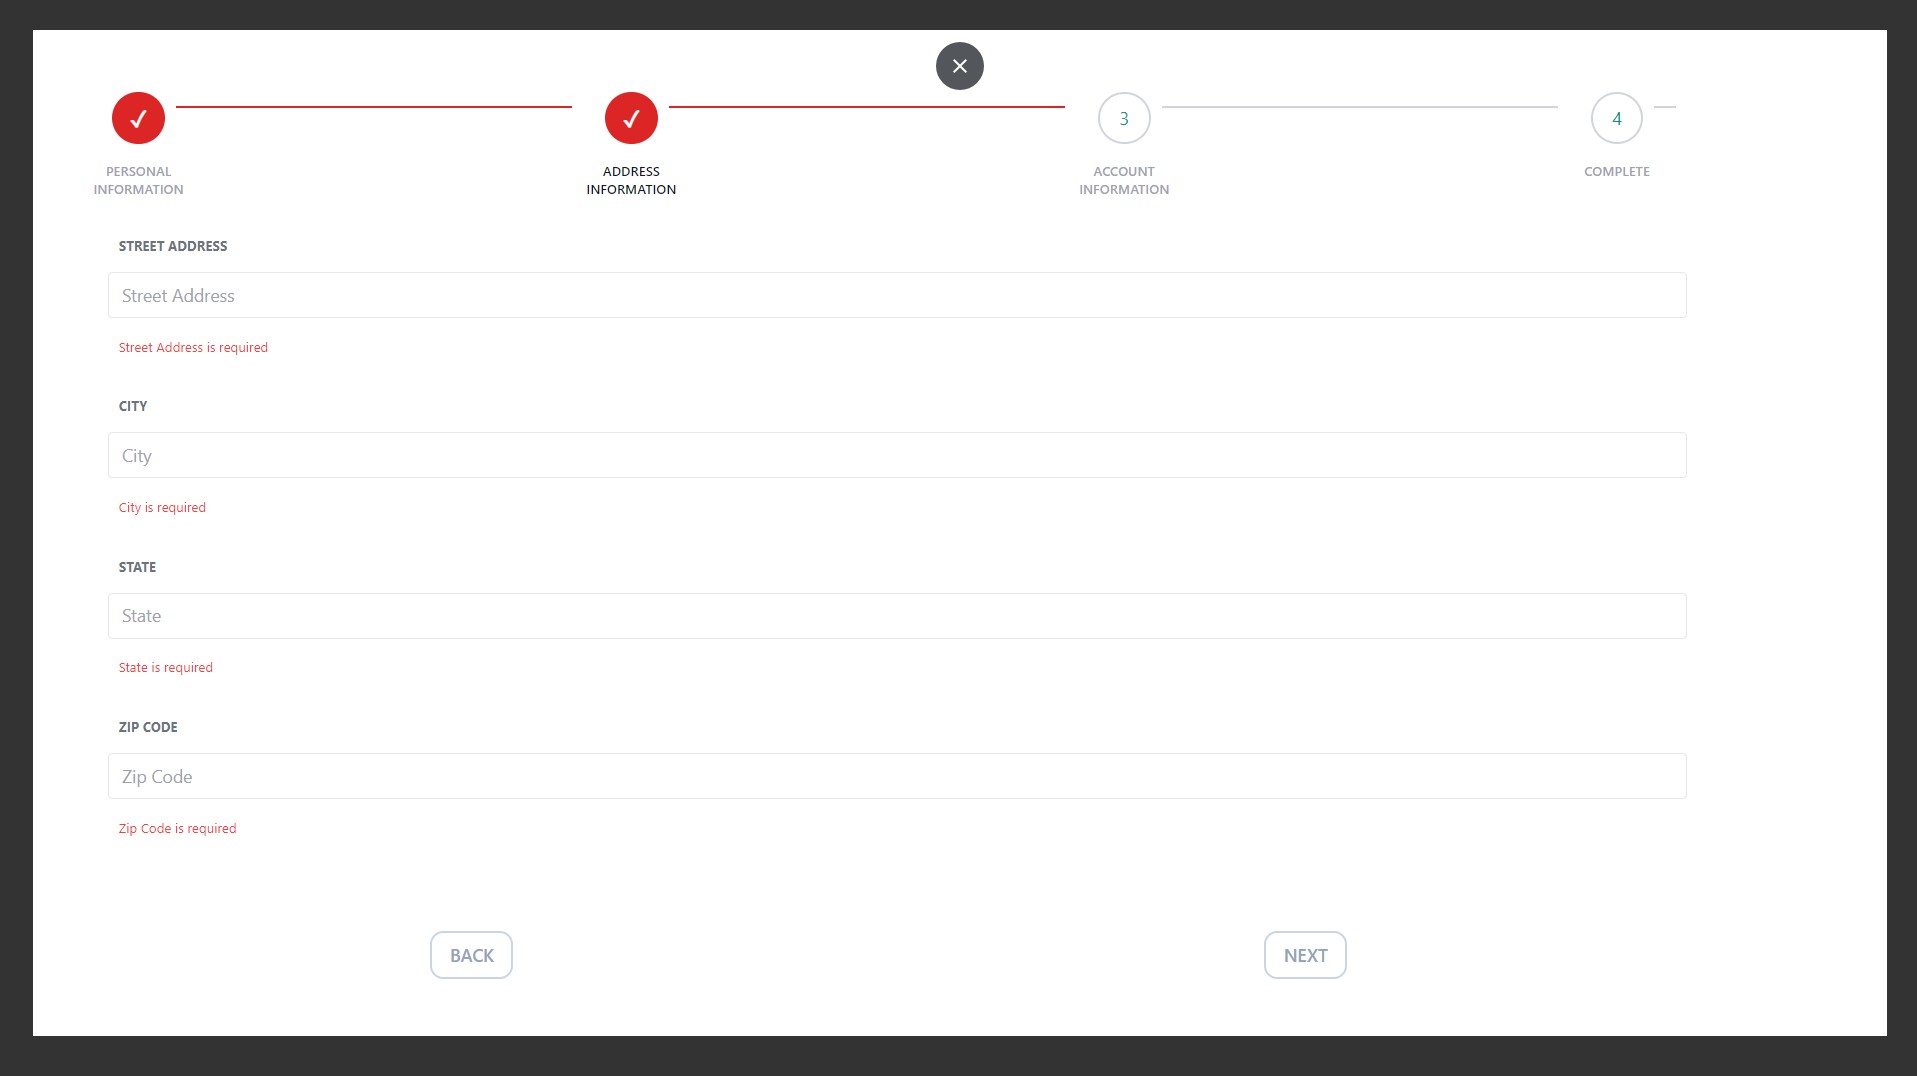 3
4
PERSONAL
INFORMATION
ADDRESS
INFORMATION
ACCOUNT
INFORMATION
COMPLETE
STREET ADDRESS
Street Address
Street Address is required
CITY
City
City is required
STATE
State
State is required
ZIP CODE
Zip Code
Zip Code is required
BACK
NEXT